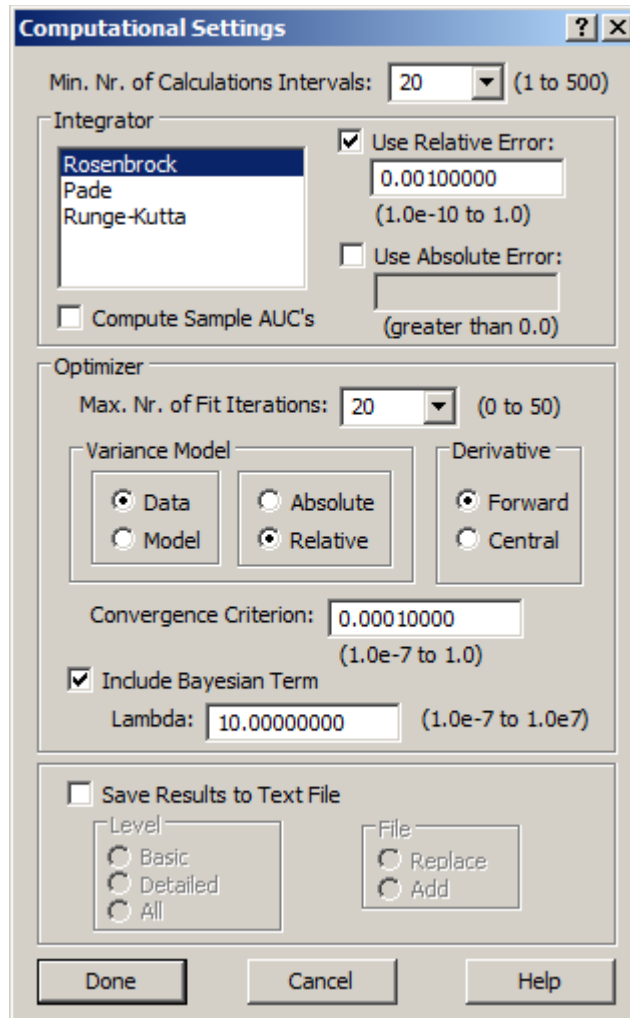 Computational Settings
Min. Nr. of Calculations Intervals: 20 (1 to 500)
Integrator
Rosenbrock
Pade
Runge-Kutta
Use Relative Error:
0.00100000
(1.0e-10 to 1.0)
Use Absolute Error:
(greater than 0.0)
Compute Sample AUC's
Optimizer
Max. Nr. of Fit Iterations: 20 (0 to 50)
Variance Model
Data
Model
Absolute
Relative
Derivative
Forward
Central
Convergence Criterion: 0.00010000
(1.0e-7 to 1.0)
Include Bayesian Term
Lambda: 10.00000000 (1.0e-7 to 1.0e7)
Save Results to Text File
Level
Basic
Detailed
All
File
Replace
Add
Done Cancel Help